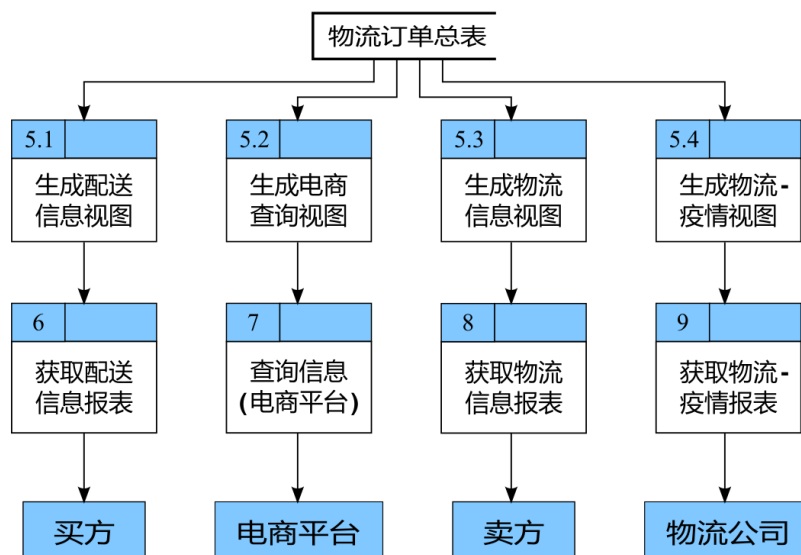 物流订单总表
5.1
生成配送
信息视图
5.2
生成电商
查询视图
5.3
生成物流
信息视图
5.4
生成物流-
疫情视图
6
获取配送
信息报表
7
查询信息
(电商平台)
8
获取物流
信息报表
9
获取物流-
疫情报表
买方
电商平台
卖方
物流公司